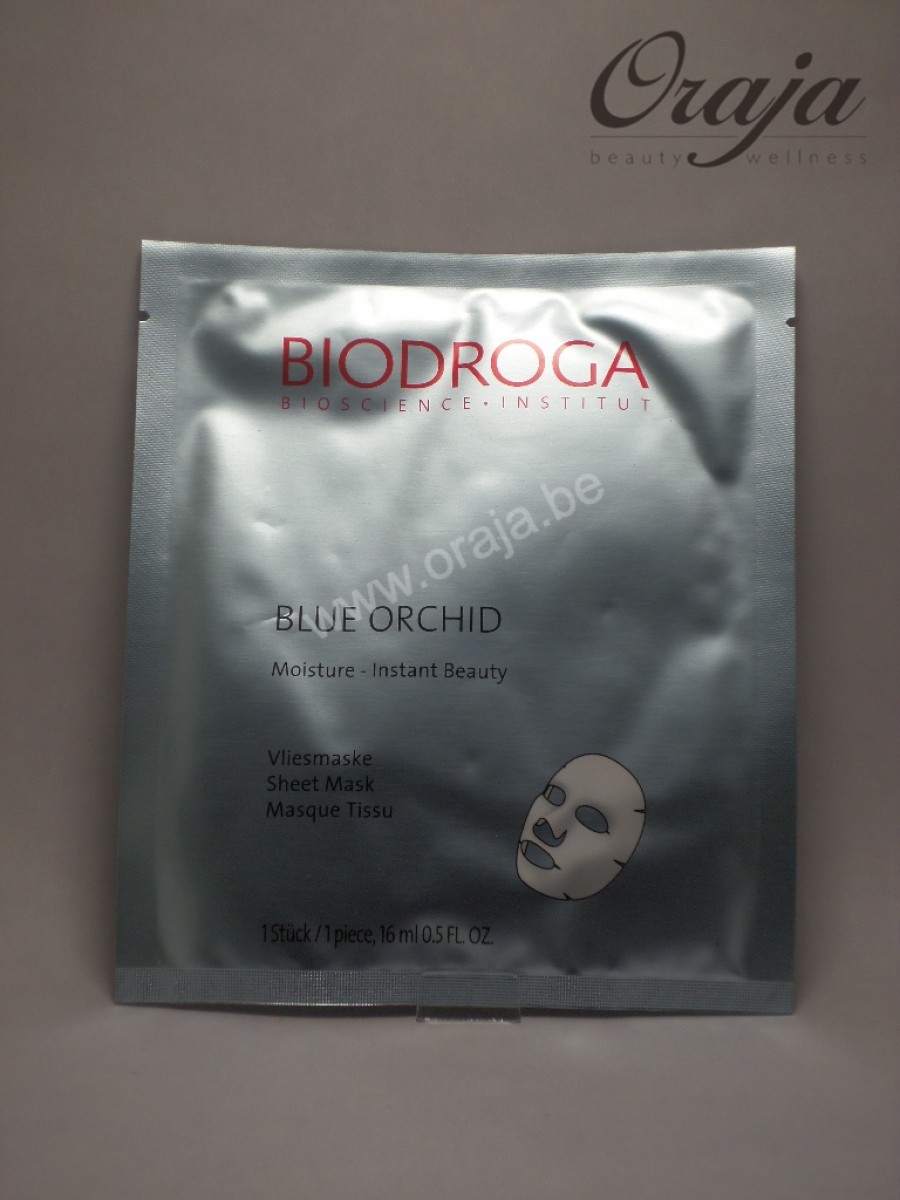 Oraja
beauty wellness
BIODROGA
BIOSCIENCE • INSTITUT
www.oraja.be
BLUE ORCHID
Moisture - Instant Beauty
Vliesmaske
Sheet Mask
Masque Tissu
1 Stück / 1 piece, 16 ml 0.5 FL. OZ.